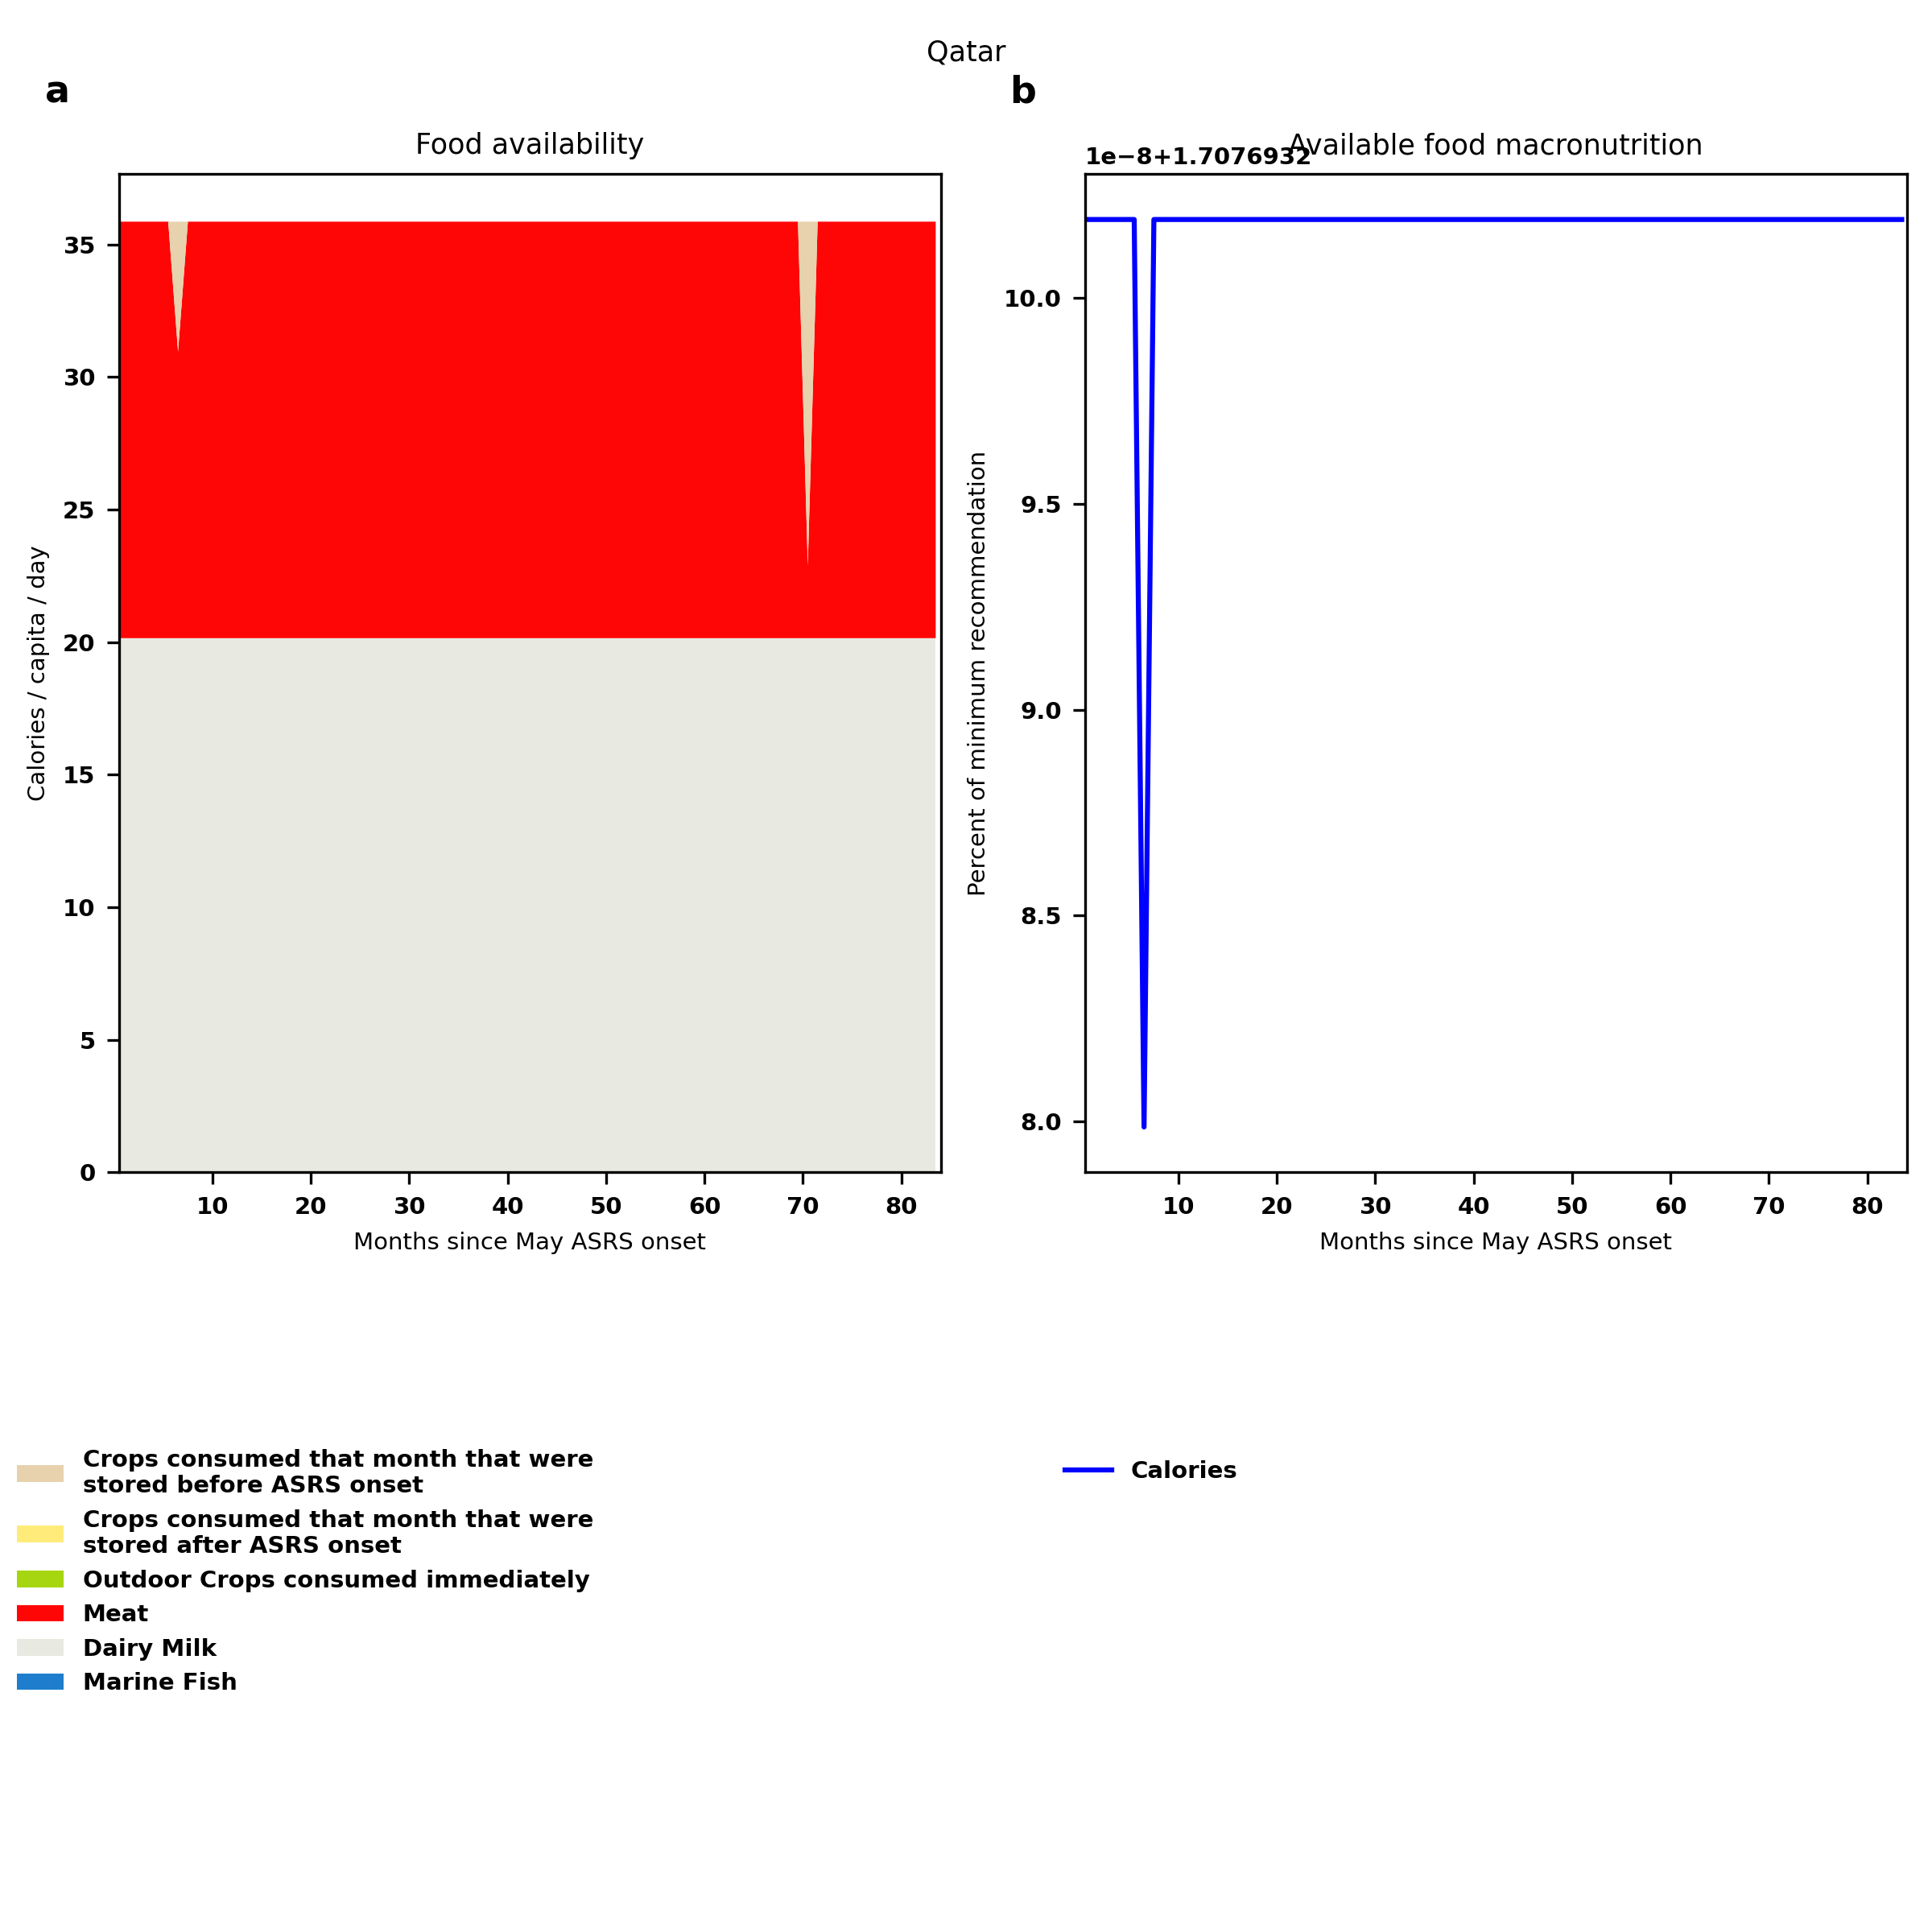 Qatar
a
Food availability
35
30
25
20
15
10
5
0
Calories / capita / day
10 20 30 40 50 60 70 80
Months since May ASRS onset
b
Available food macronutrition
1e−8+1.7076932
10.0
9.5
9.0
8.5
8.0
Percent of minimum recommendation
10 20 30 40 50 60 70 80
Months since May ASRS onset
Crops consumed that month that were
stored before ASRS onset
Crops consumed that month that were
stored after ASRS onset
Outdoor Crops consumed immediately
Meat
Dairy Milk
Marine Fish
Calories